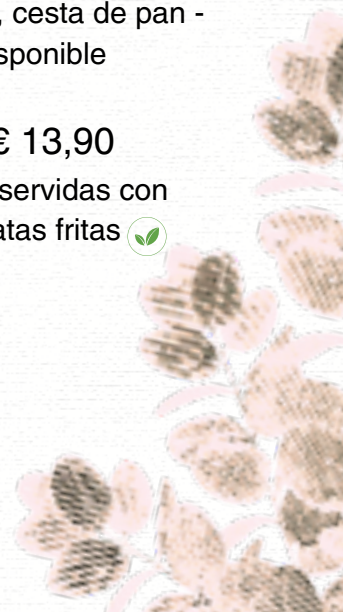 , cesta de pan -
sponible
€ 13,90
servidas con
atas fritas